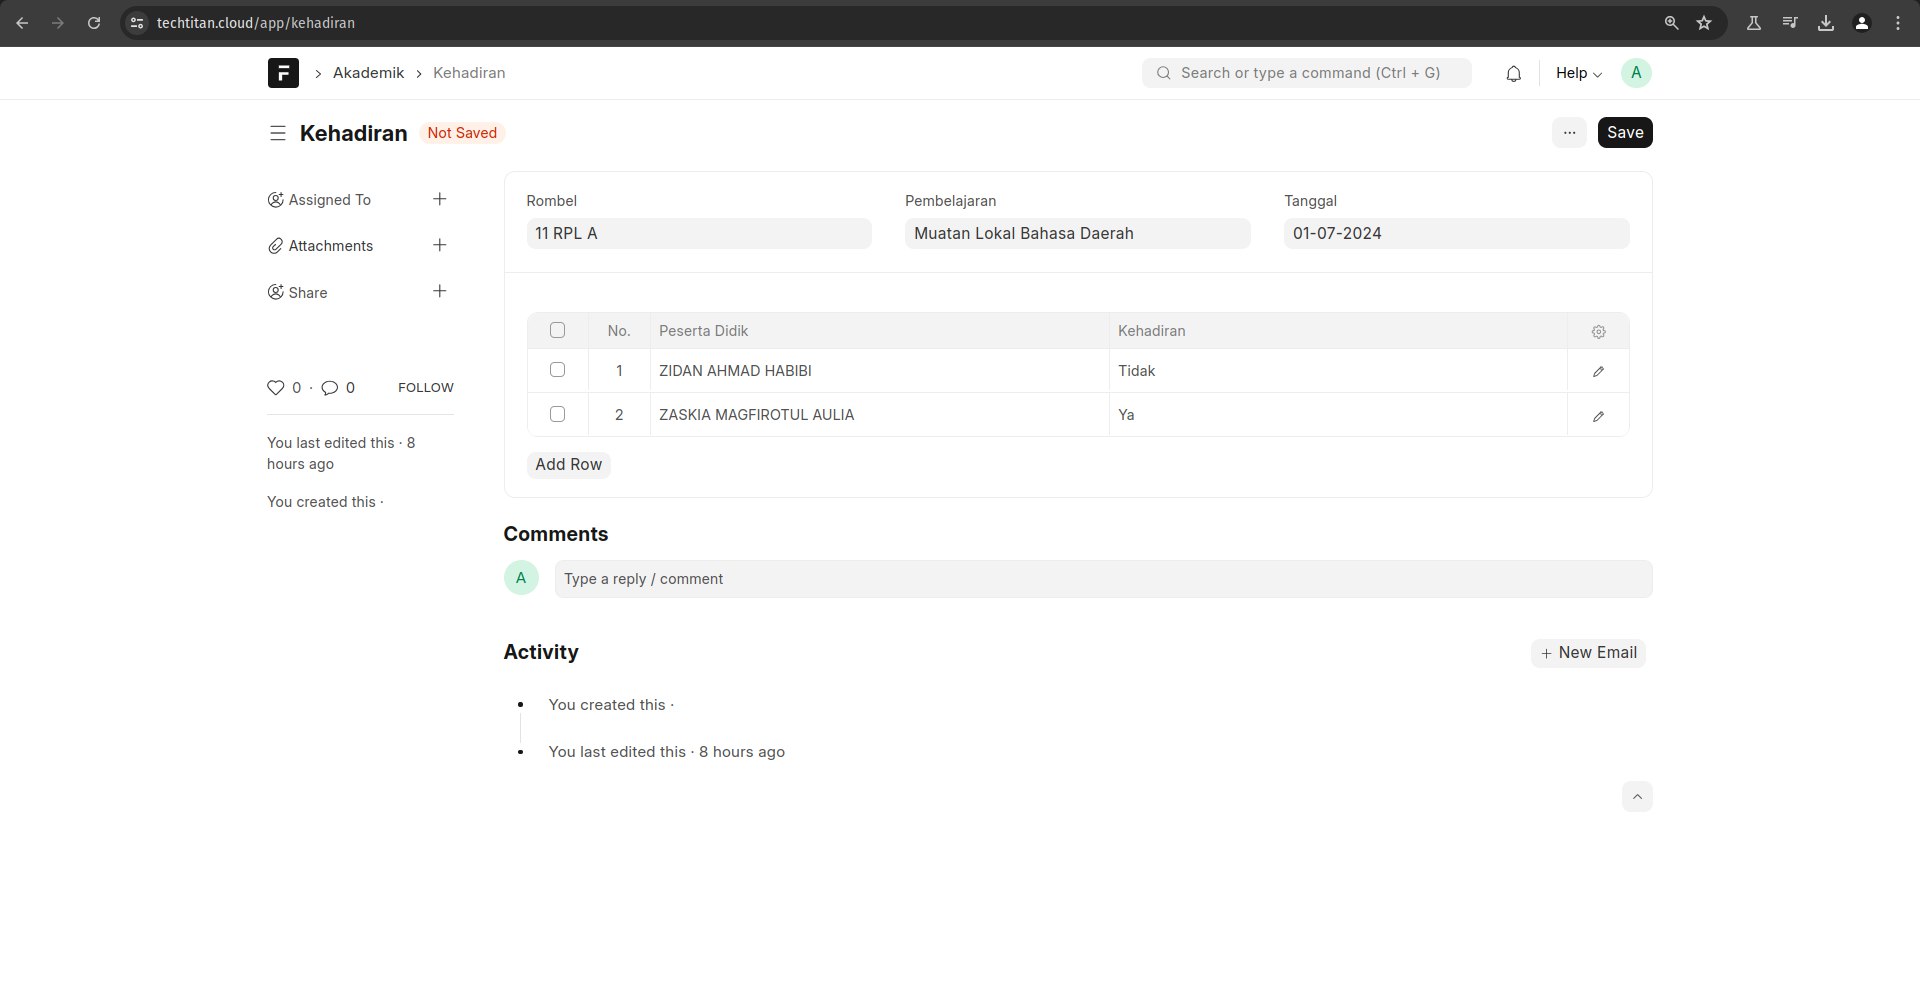 techtitan.cloud/app/kehadiran
Akademik Kehadiran
Search or type a command (Ctrl + G)
Help
A
Kehadiran
Not Saved
...
Save
Assigned To
Attachments
Share
0 · 0 FOLLOW
You last edited this · 8
hours ago
You created this ·
Rombel Pembelajaran Tanggal
11 RPL A Muatan Lokal Bahasa Daerah 01-07-2024
No. Peserta Didik Kehadiran
1 ZIDAN AHMAD HABIBI Tidak
2 ZASKIA MAGFIROTUL AULIA Ya
Add Row
Comments
A
Type a reply / comment
Activity
New Email
You created this ·
You last edited this · 8 hours ago